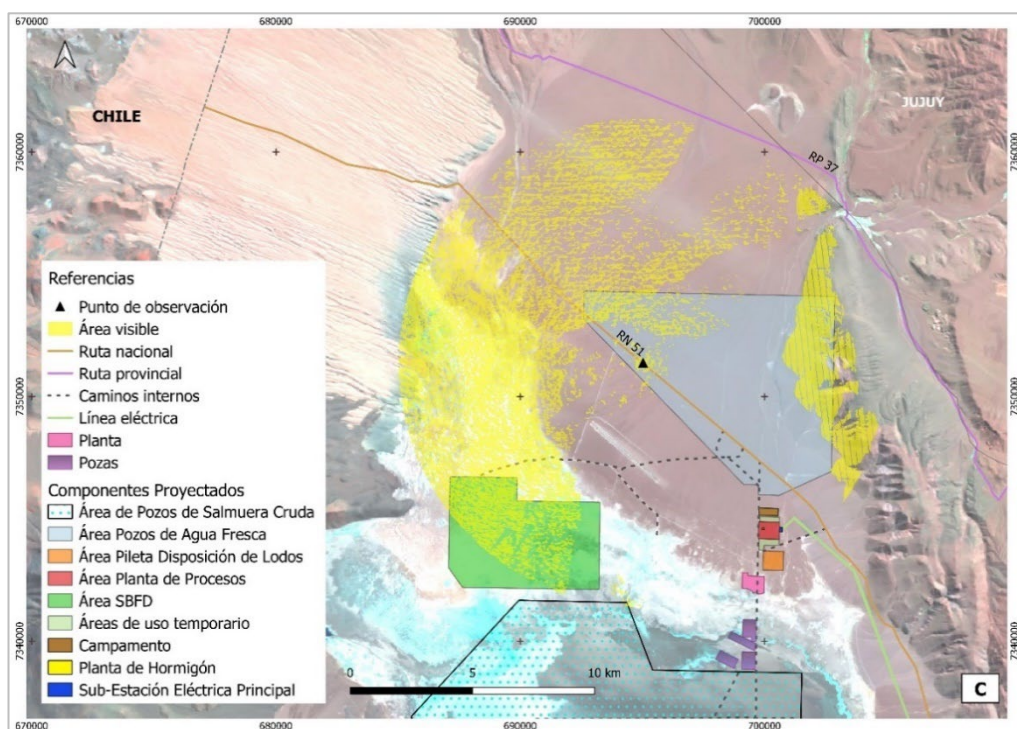 670000 680000 690000 700000
CHILE
JUJUY
7360000 7360000
RP 37
RN 51
7350000 7350000
7340000 7340000
Referencias
Punto de observación
Área visible
Ruta nacional
Ruta provincial
Caminos internos
Línea eléctrica
Planta
Pozas
Componentes Proyectados
Área de Pozos de Salmuera Cruda
Área Pozos de Agua Fresca
Área Pileta Disposición de Lodos
Área Planta de Procesos
Área SBFD
Áreas de uso temporario
Campamento
Planta de Hormigón
Sub-Estación Eléctrica Principal
0 5 10 km
C
670000 680000 690000 700000